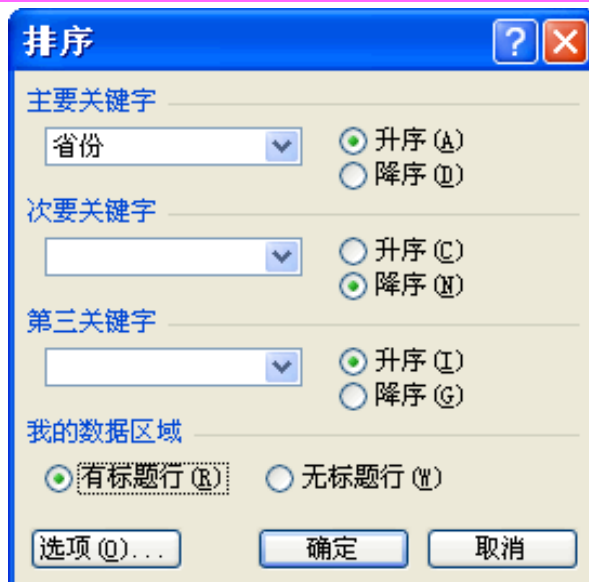 排序
主要关键字
省份 升序(A)
降序(D)
次要关键字
升序(C)
降序(N)
第三关键字
升序(I)
降序(G)
我的数据区域
有标题行(R) 无标题行(W)
选项(O)... 确定 取消